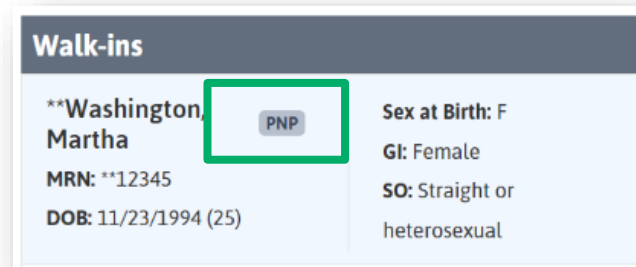 Walk-ins
**Washington, PNP
Martha
MRN: **12345
DOB: 11/23/1994 (25)
Sex at Birth: F
GI: Female
SO: Straight or
heterosexual